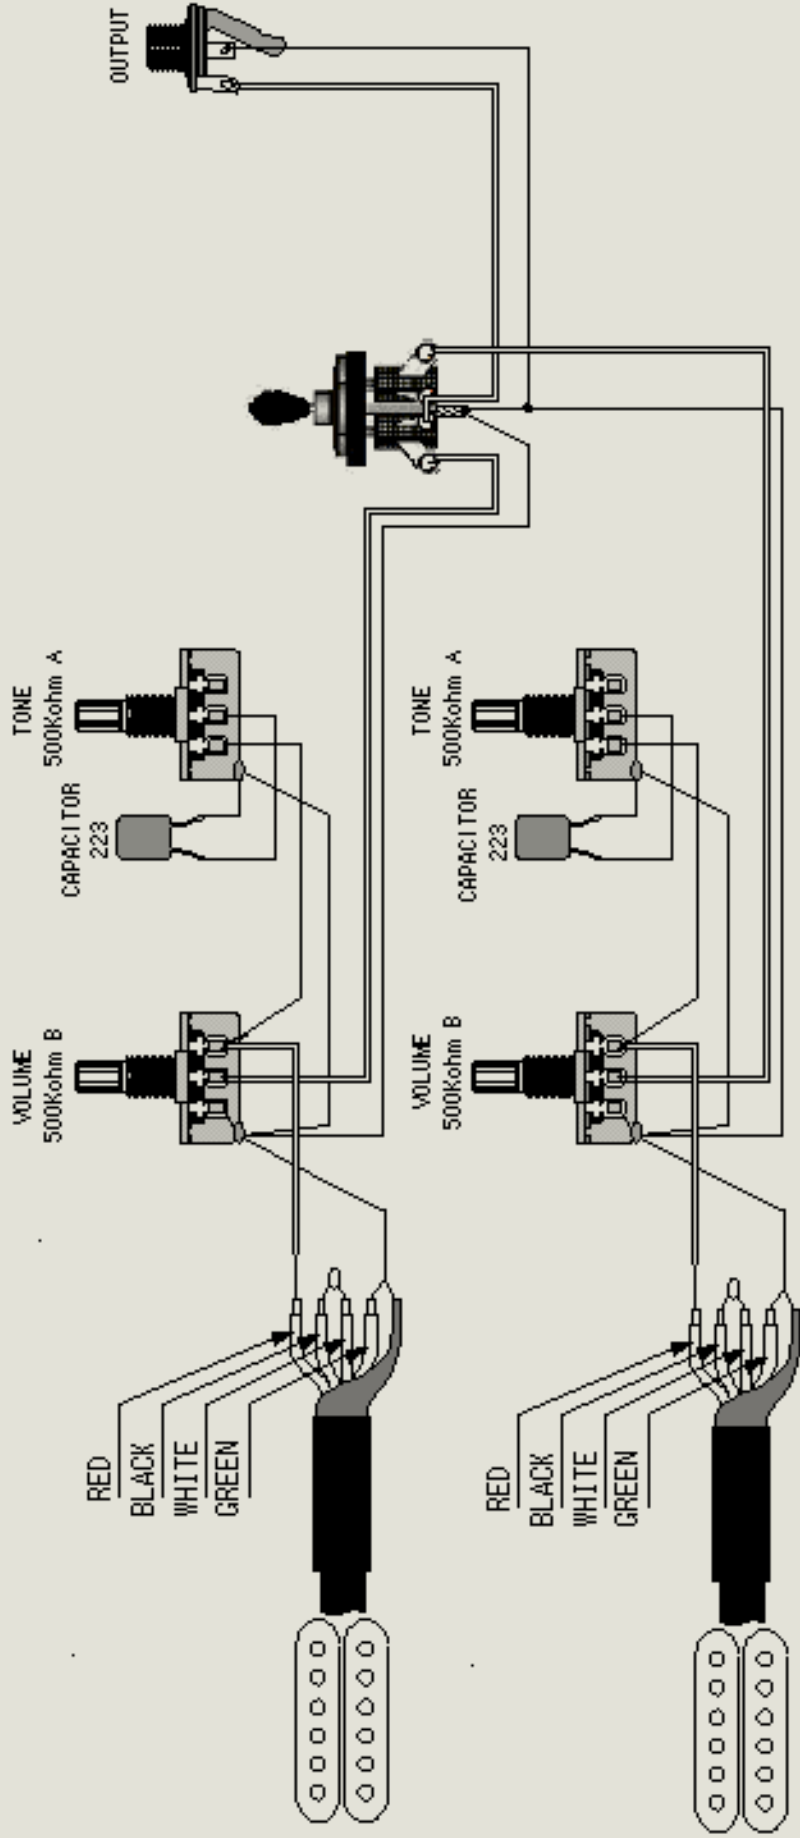 OUTPUT
TONE
500Kohm A
CAPACITOR
223
VOLUME
500Kohm B
RED
BLACK
WHITE
GREEN
TONE
500Kohm A
CAPACITOR
223
VOLUME
500Kohm B
RED
BLACK
WHITE
GREEN